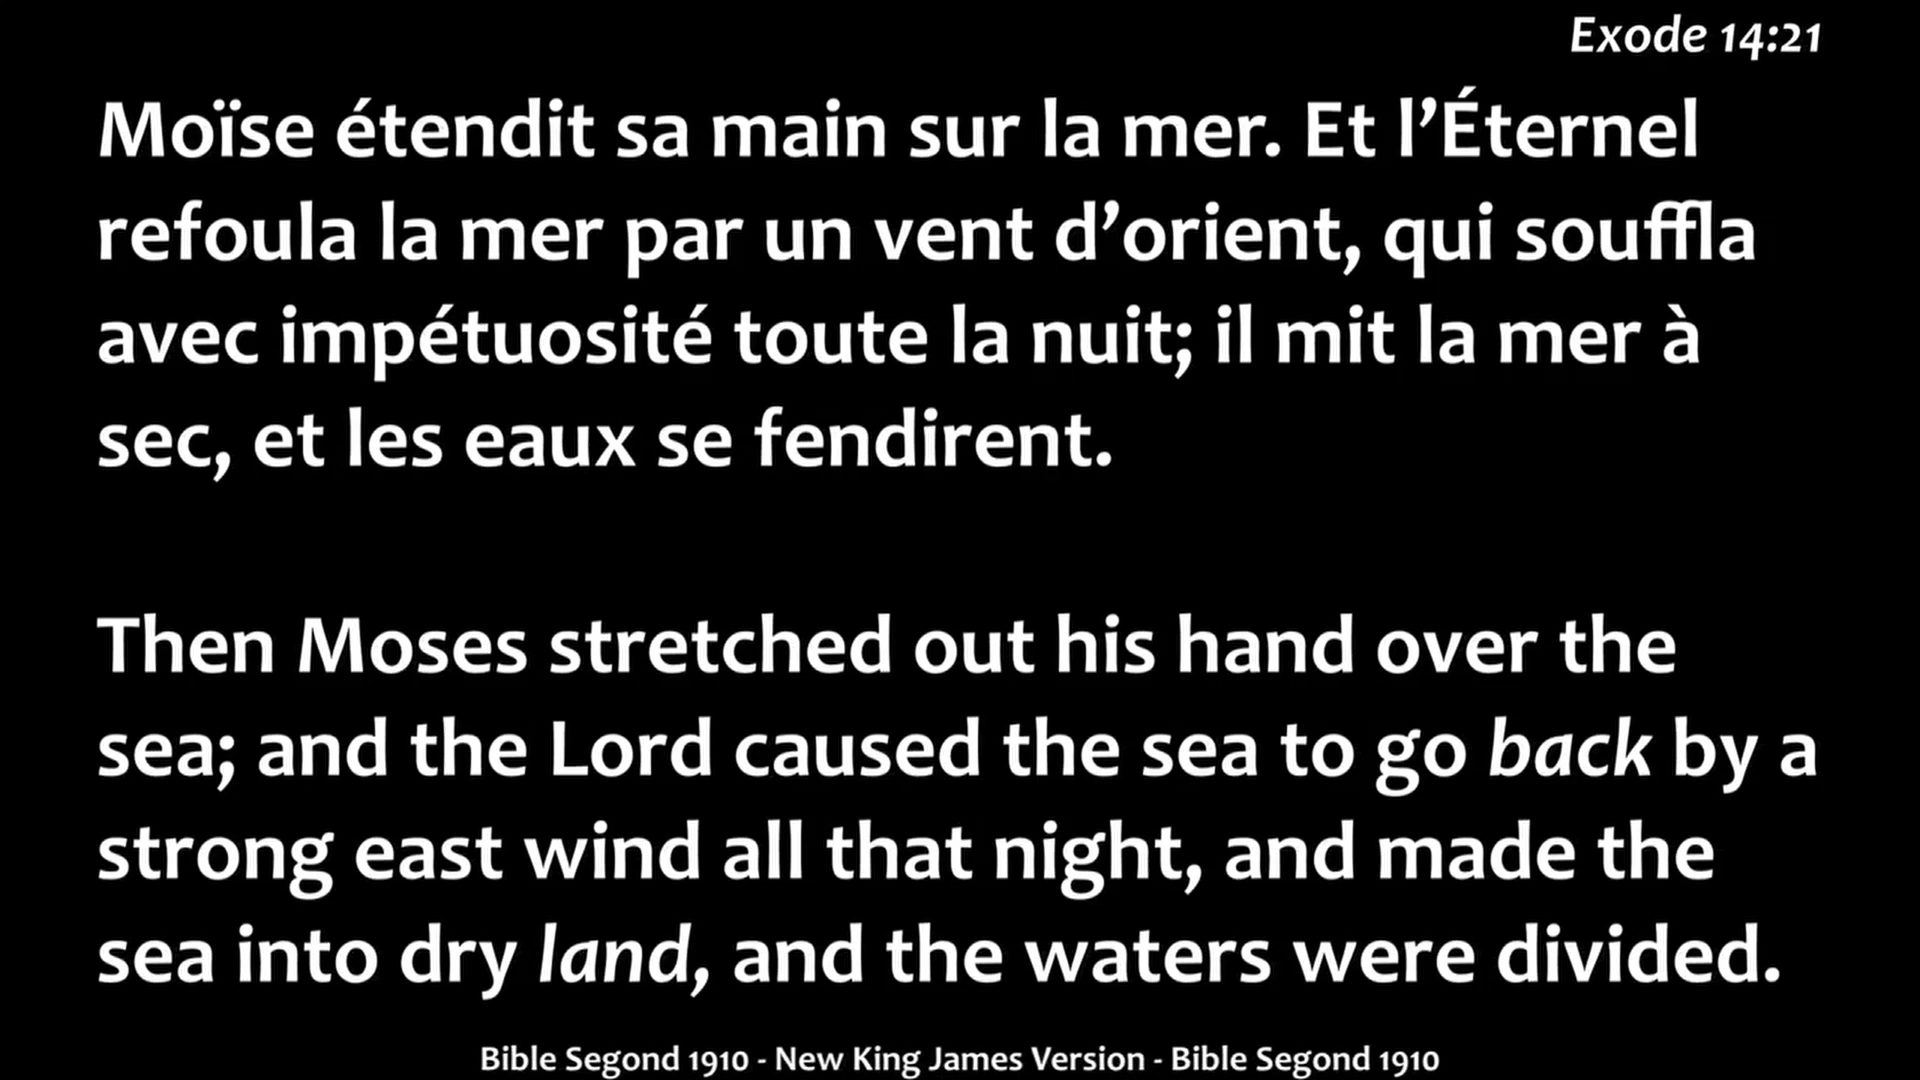 Exode 14:21
Moïse étendit sa main sur la mer. Et l’Éternel
refoula la mer par un vent d’orient, qui souffla
avec impétuosité toute la nuit; il mit la mer à
sec, et les eaux se fendirent.
Then Moses stretched out his hand over the
sea; and the Lord caused the sea to go back by a
strong east wind all that night, and made the
sea into dry land, and the waters were divided.
Bible Segond 1910 - New King James Version - Bible Segond 1910